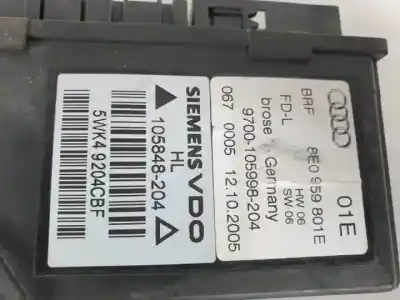 01E
BRF 8E0 959 801E
HW 06
FD-L SW 06
9700-105998-204
brose Germany
067 0005 12.10.2005
SIEMENS VDO
HL
105848-204
5WK4 9204CBF